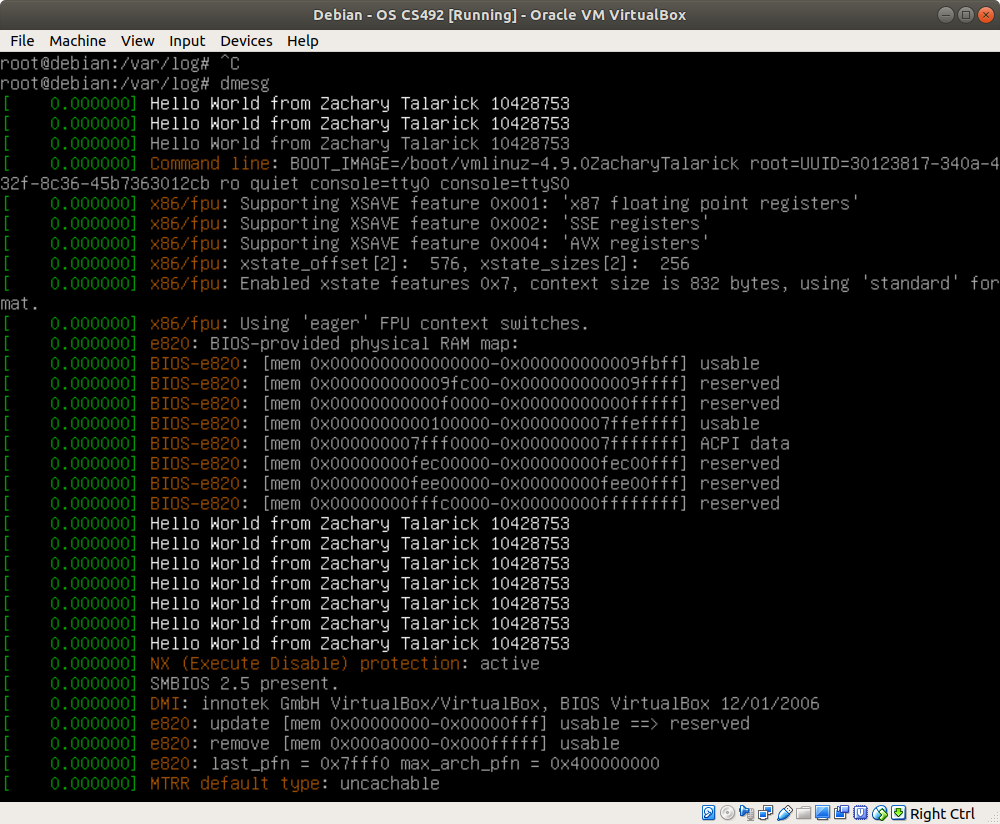 Debian - OS CS492 [Running] - Oracle VM VirtualBox
File Machine View Input Devices Help
root@debian:/var/log# ^C
root@debian:/var/log# dmesg
[    0.000000] Hello World from Zachary Talarick 10428753
[    0.000000] Hello World from Zachary Talarick 10428753
[    0.000000] Hello World from Zachary Talarick 10428753
[    0.000000] Command line: BOOT_IMAGE=/boot/vmlinuz-4.9.0ZacharyTalarick root=UUID=30123817-340a-4
32f-8c36-45b7363012cb ro quiet console=tty0 console=ttyS0
[    0.000000] x86/fpu: Supporting XSAVE feature 0x001: 'x87 floating point registers'
[    0.000000] x86/fpu: Supporting XSAVE feature 0x002: 'SSE registers'
[    0.000000] x86/fpu: Supporting XSAVE feature 0x004: 'AVX registers'
[    0.000000] x86/fpu: xstate_offset[2]:  576, xstate_sizes[2]:  256
[    0.000000] x86/fpu: Enabled xstate features 0x7, context size is 832 bytes, using 'standard' for
mat.
[    0.000000] x86/fpu: Using 'eager' FPU context switches.
[    0.000000] e820: BIOS-provided physical RAM map:
[    0.000000] BIOS-e820: [mem 0x0000000000000000-0x000000000009fbff] usable
[    0.000000] BIOS-e820: [mem 0x000000000009fc00-0x000000000009ffff] reserved
[    0.000000] BIOS-e820: [mem 0x00000000000f0000-0x00000000000fffff] reserved
[    0.000000] BIOS-e820: [mem 0x0000000000100000-0x000000007ffeffff] usable
[    0.000000] BIOS-e820: [mem 0x000000007fff0000-0x000000007fffffff] ACPI data
[    0.000000] BIOS-e820: [mem 0x00000000fec00000-0x00000000fec00fff] reserved
[    0.000000] BIOS-e820: [mem 0x00000000fee00000-0x00000000fee00fff] reserved
[    0.000000] BIOS-e820: [mem 0x00000000fffc0000-0x00000000ffffffff] reserved
[    0.000000] Hello World from Zachary Talarick 10428753
[    0.000000] Hello World from Zachary Talarick 10428753
[    0.000000] Hello World from Zachary Talarick 10428753
[    0.000000] Hello World from Zachary Talarick 10428753
[    0.000000] Hello World from Zachary Talarick 10428753
[    0.000000] Hello World from Zachary Talarick 10428753
[    0.000000] Hello World from Zachary Talarick 10428753
[    0.000000] NX (Execute Disable) protection: active
[    0.000000] SMBIOS 2.5 present.
[    0.000000] DMI: innotek GmbH VirtualBox/VirtualBox, BIOS VirtualBox 12/01/2006
[    0.000000] e820: update [mem 0x00000000-0x00000fff] usable ==> reserved
[    0.000000] e820: remove [mem 0x000a0000-0x000fffff] usable
[    0.000000] e820: last_pfn = 0x7fff0 max_arch_pfn = 0x400000000
[    0.000000] MTRR default type: uncachable
Right Ctrl